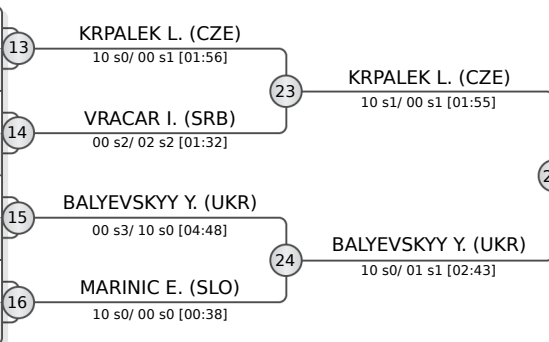 13
KRPALEK L. (CZE)
10 s0/ 00 s1 [01:56]
23
KRPALEK L. (CZE)
10 s1/ 00 s1 [01:55]
14
VRACAR I. (SRB)
00 s2/ 02 s2 [01:32]
15
BALYEVSKYY Y. (UKR)
00 s3/ 10 s0 [04:48]
24
BALYEVSKYY Y. (UKR)
10 s0/ 01 s1 [02:43]
16
MARINIC E. (SLO)
10 s0/ 00 s0 [00:38]